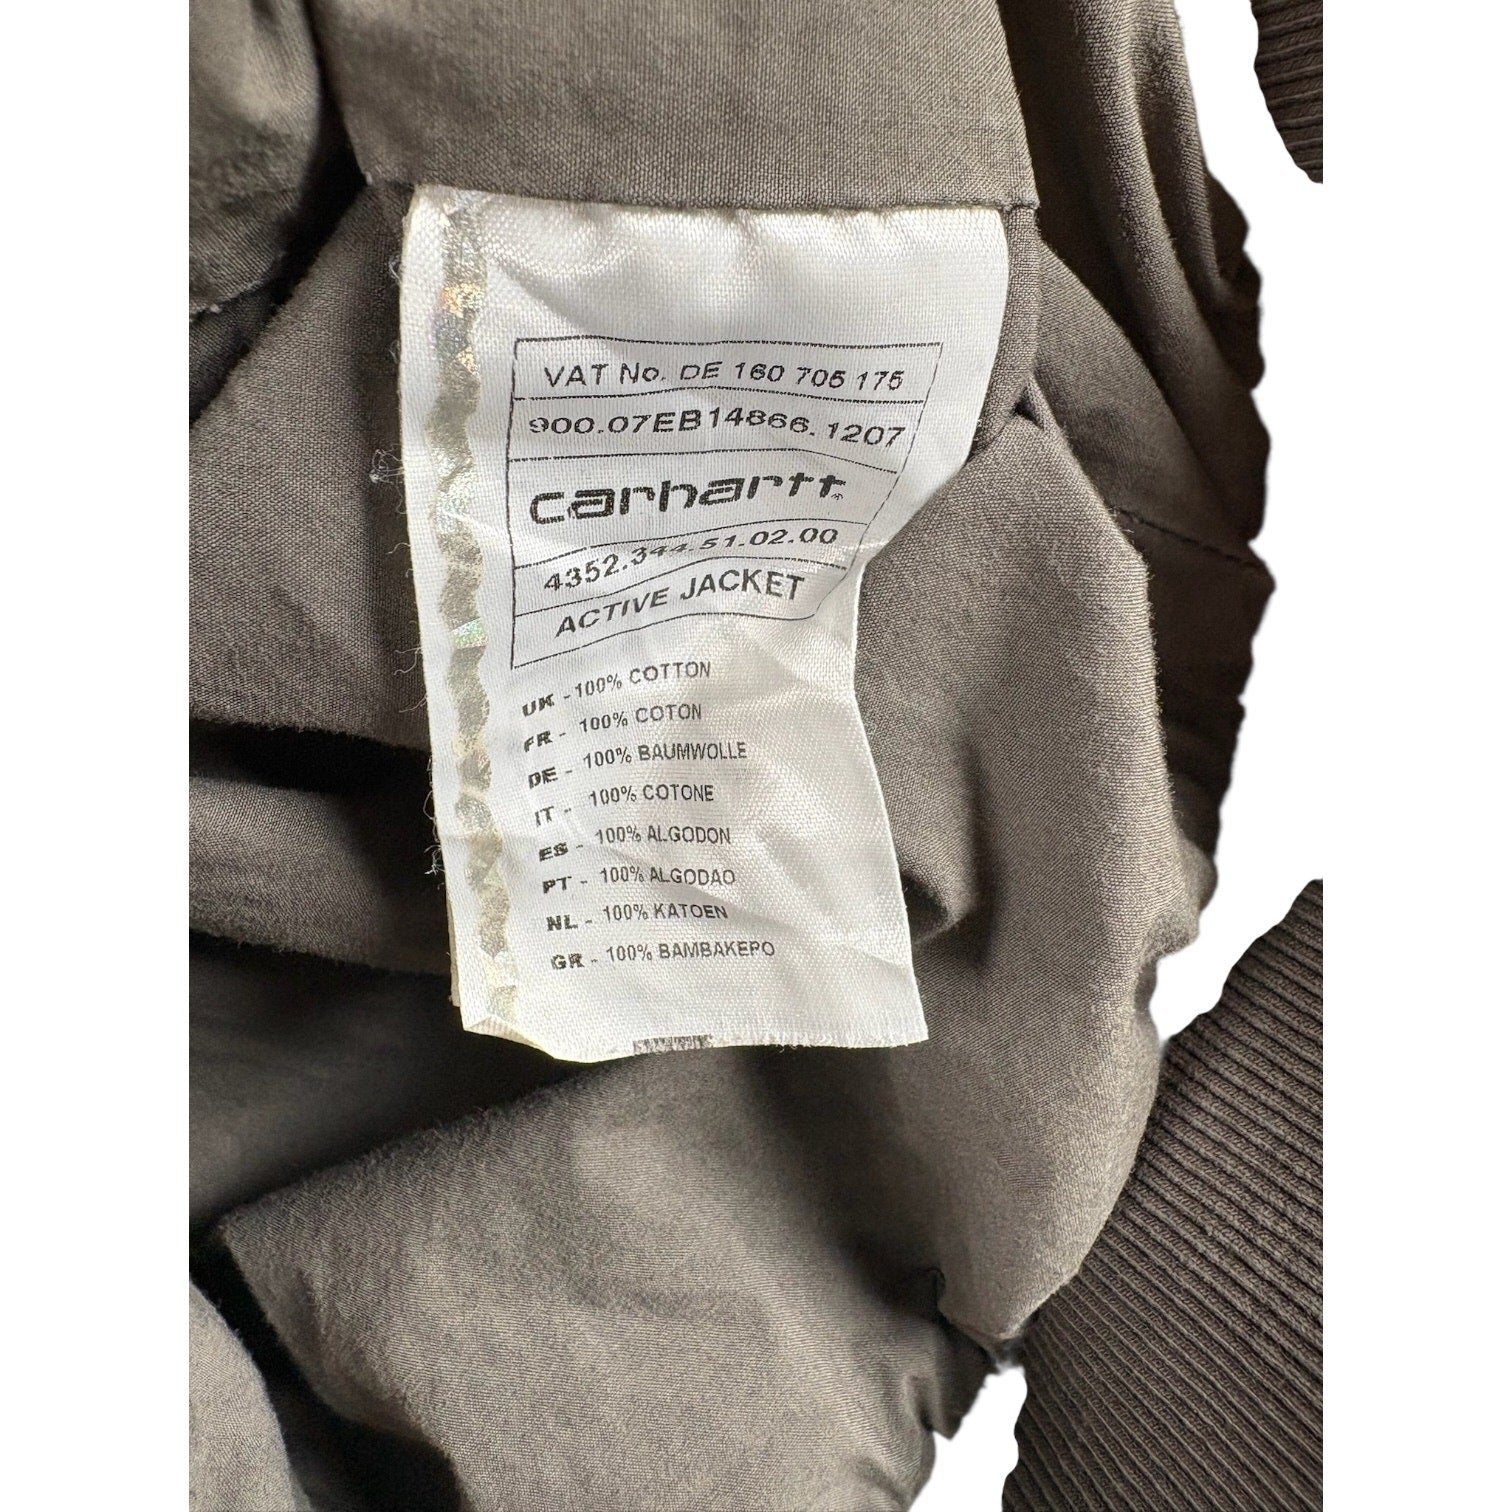 VAT No. DE 160 705 175
900.07EB14866.1207
carhartt
4352.344.51.02.00
ACTIVE JACKET
UK - 100% COTTON
FR - 100% COTON
DE - 100% BAUMWOLLE
IT - 100% COTONE
ES - 100% ALGODON
PT - 100% ALGODAO
NL - 100% KATOEN
GR - 100% BAMBAKEPO